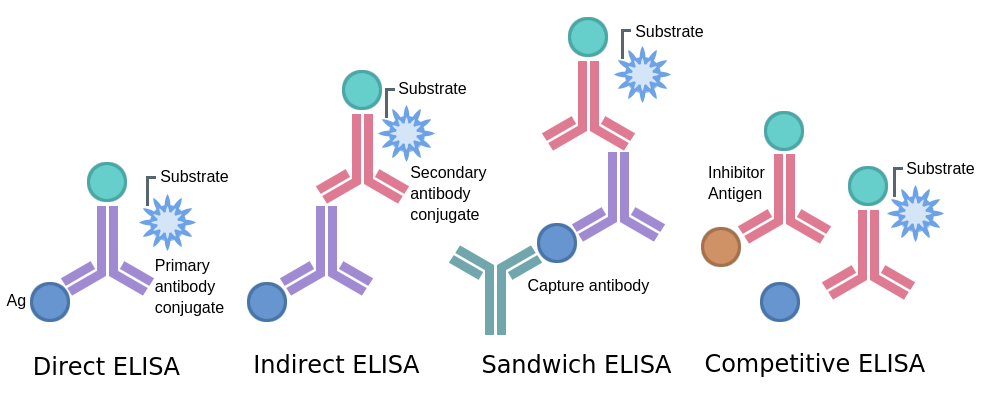 Substrate
Primary
antibody
conjugate
Ag
Direct ELISA
Substrate
Secondary
antibody
conjugate
Indirect ELISA
Substrate
Capture antibody
Sandwich ELISA
Inhibitor
Antigen
Substrate
Competitive ELISA